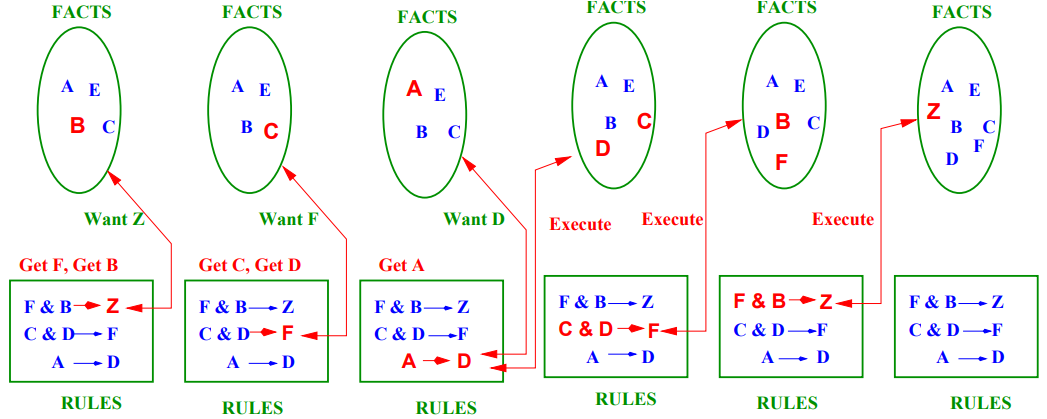 FACTS
A E
B C
Want Z
Get F, Get B
F & B Z
C & D F
A D
RULES
FACTS
A E
B C
Want F
Get C, Get D
F & B Z
C & D F
A D
RULES
FACTS
A E
B C
Want D
Get A
F & B Z
C & D F
A D
RULES
FACTS
A E
B C
D
Execute
F & B Z
C & D F
A D
RULES
FACTS
A E
D B C
F
Execute
F & B Z
C & D F
A D
RULES
FACTS
A E
Z
B C
D F
Execute
F & B Z
C & D F
A D
RULES